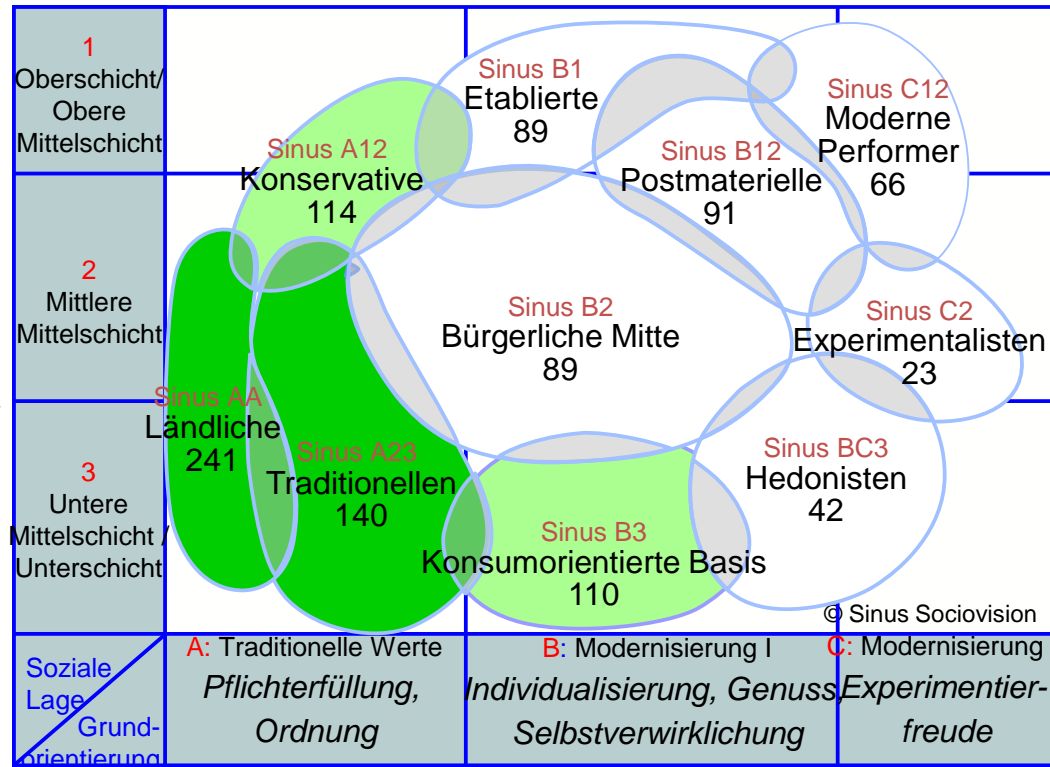 1
Oberschicht/
Obere
Mittelschicht
2
Mittlere
Mittelschicht
3
Untere
Mittelschicht /
Unterschicht
Sinus B1
Etablierte
89
Sinus C12
Moderne
Performer
66
Sinus A12
Konservative
114
Sinus B12
Postmaterielle
91
Sinus B2
Bürgerliche Mitte
89
Sinus C2
Experimentalisten
23
Sinus AA
Ländliche
241
Sinus A23
Traditionellen
140
Sinus BC3
Hedonisten
42
Sinus B3
Konsumorientierte Basis
110
© Sinus Sociovision
Soziale
Lage
Grund-
orientierung
A: Traditionelle Werte
Pflichterfüllung,
Ordnung
B: Modernisierung I
Individualisierung, Genuss,
Selbstverwirklichung
C: Modernisierung
Experimentier-
freude